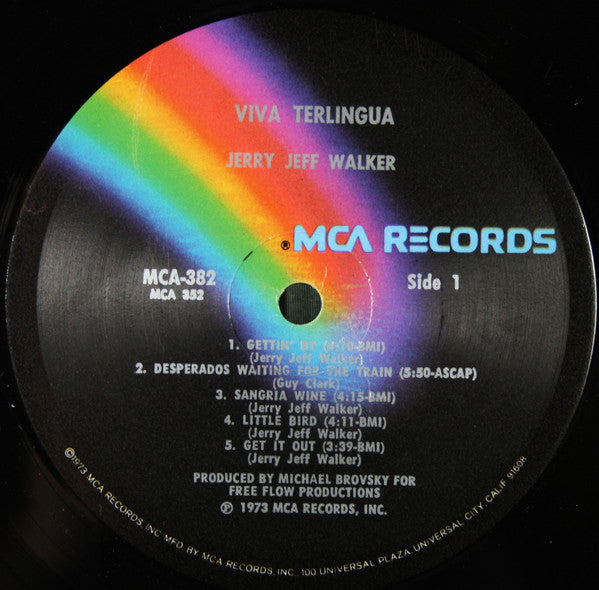 VIVA TERLINGUA
JERRY JEFF WALKER
® MCA RECORDS
MCA-382
MCA 352
Side 1
1. GETTIN' BY (4:10-BMI)
(Jerry Jeff Walker)
2. DESPERADOS WAITING FOR THE TRAIN (5:50-ASCAP)
(Guy Clark)
3. SANGRIA WINE (4:15-BMI)
(Jerry Jeff Walker)
4. LITTLE BIRD (4:11-BMI)
(Jerry Jeff Walker)
5. GET IT OUT (3:39-BMI)
(Jerry Jeff Walker)
PRODUCED BY MICHAEL BROVSKY FOR
FREE FLOW PRODUCTIONS
℗ 1973 MCA RECORDS, INC.
©1973 MCA RECORDS, INC. MFD. BY MCA RECORDS, INC., 100 UNIVERSAL PLAZA, UNIVERSAL CITY, CALIF. 91608